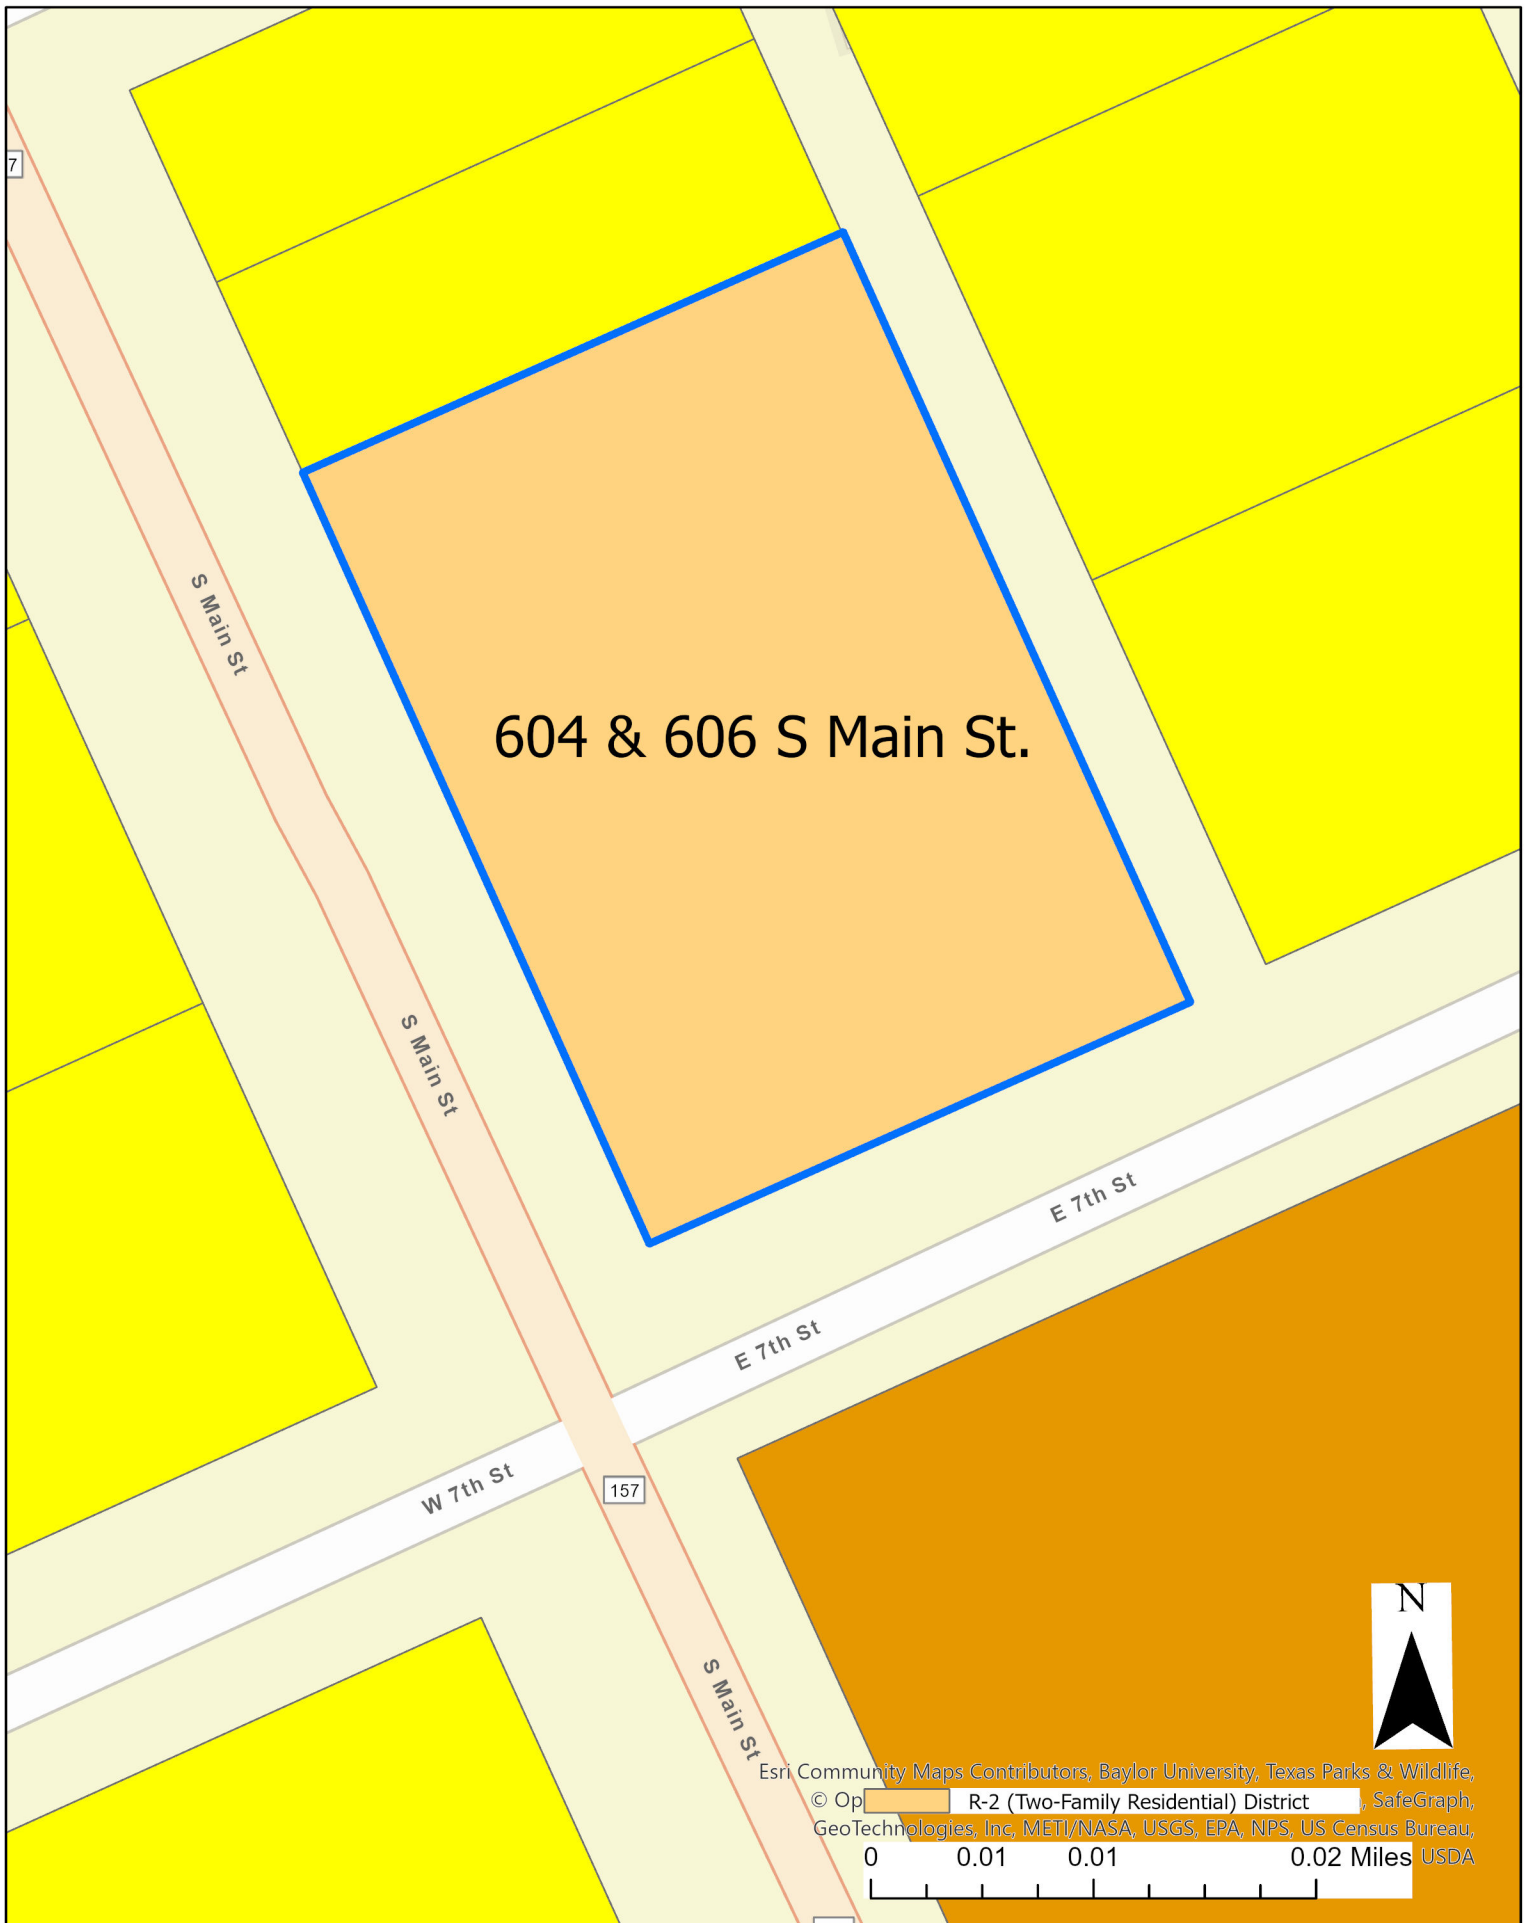 7
S Main St
604 & 606 S Main St.
S Main St
E 7th St
E 7th St
W 7th St
157
N
S Main St
Esri Community Maps Contributors, Baylor University, Texas Parks & Wildlife,
© Op
R-2 (Two-Family Residential) District
, SafeGraph,
GeoTechnologies, Inc, METI/NASA, USGS, EPA, NPS, US Census Bureau,
USDA
0 0.01 0.01 0.02 Miles